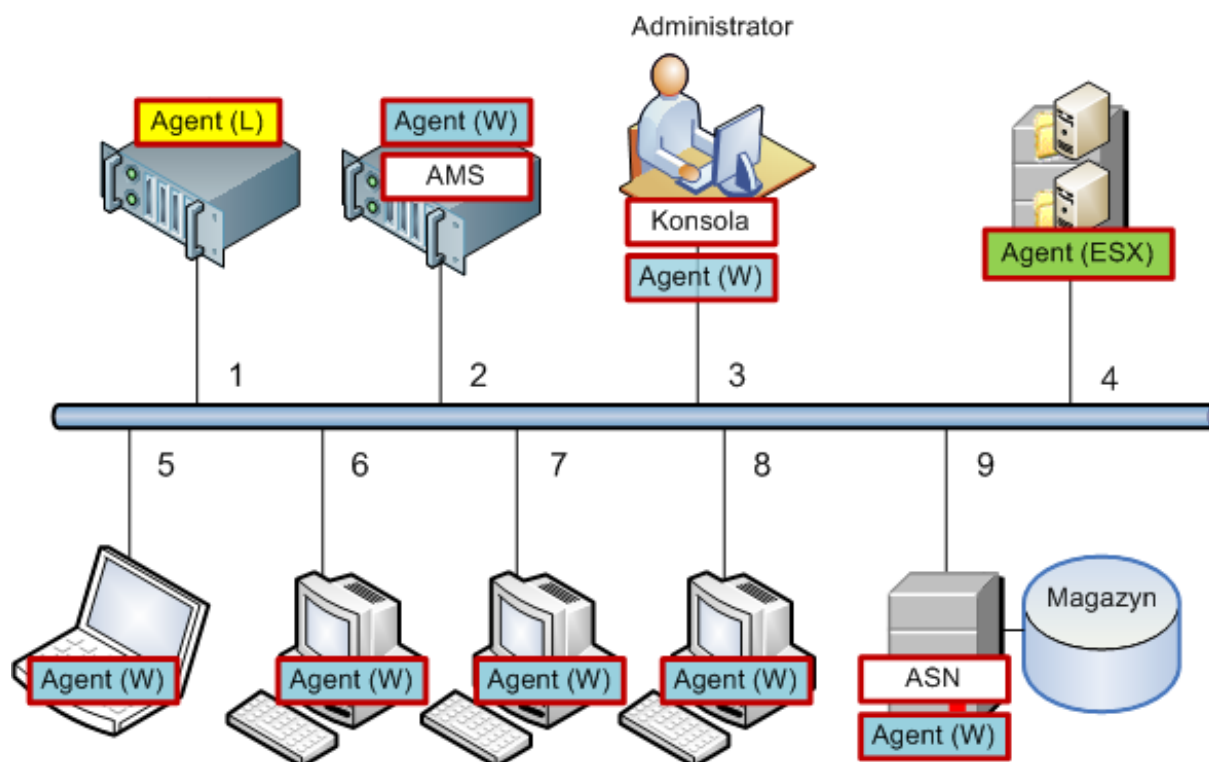 Administrator
Agent (L)
Agent (W)
AMS
Konsola
Agent (W)
Agent (ESX)
1
2
3
4
5
6
7
8
9
Agent (W)
Agent (W)
Agent (W)
Agent (W)
ASN
Agent (W)
Magazyn